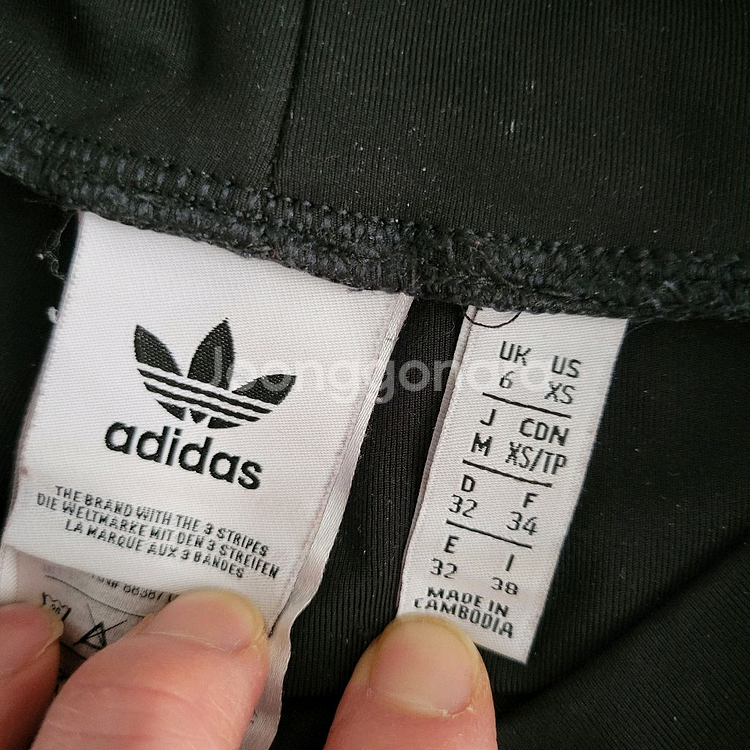 adidas
THE BRAND WITH THE 3 STRIPES
DIE WELTMARKE MIT DEN 3 STREIFEN
LA MARQUE AUX 3 BANDES
UK US
6 XS
J CDN
M XS/TP
D F
32 34
E I
32 38
MADE IN
CAMBODIA